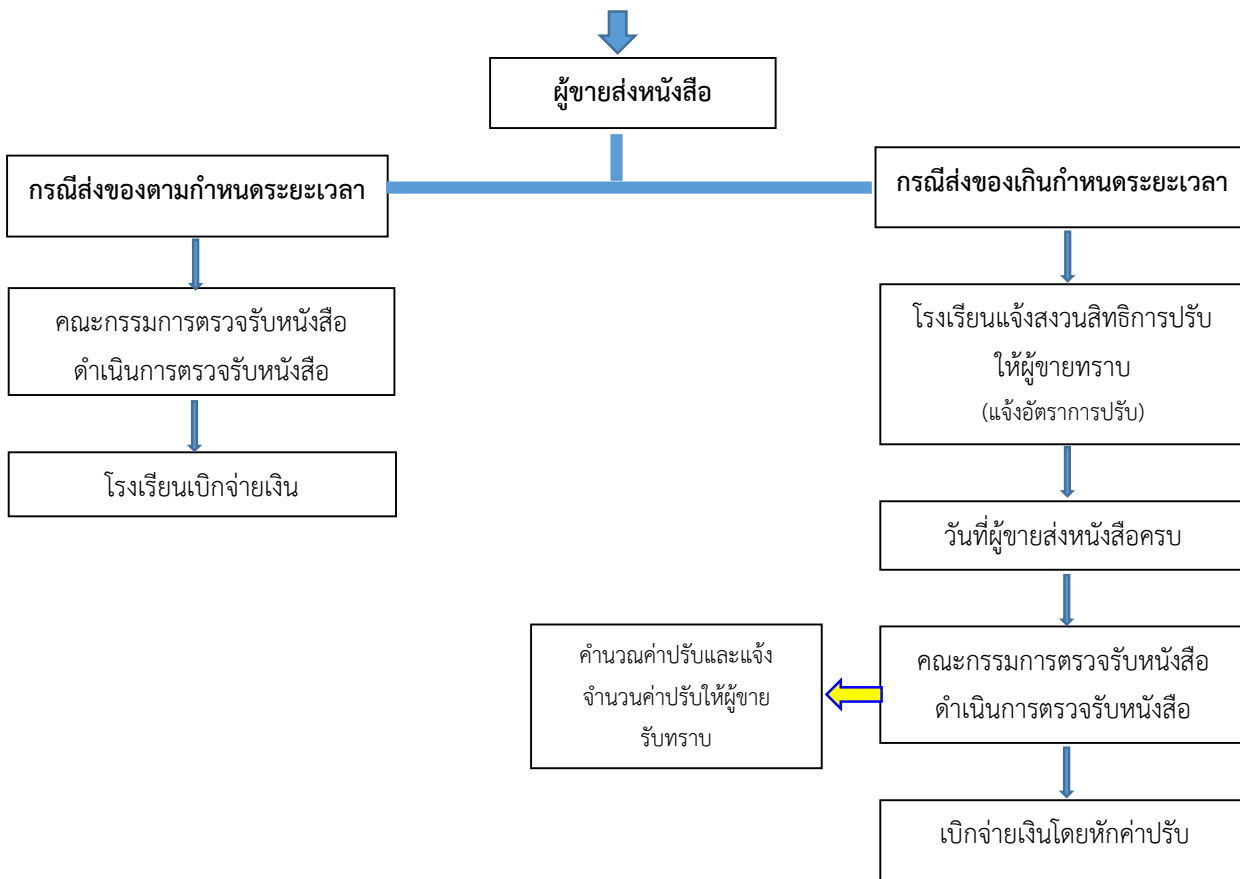 ผู้ขายส่งหนังสือ
กรณีส่งของตามกำหนดระยะเวลา
คณะกรรมการตรวจรับหนังสือ
ดำเนินการตรวจรับหนังสือ
โรงเรียนเบิกจ่ายเงิน
กรณีส่งของเกินกำหนดระยะเวลา
โรงเรียนแจ้งสงวนสิทธิการปรับ
ให้ผู้ขายทราบ
(แจ้งอัตราการปรับ)
วันที่ผู้ขายส่งหนังสือครบ
คณะกรรมการตรวจรับหนังสือ
ดำเนินการตรวจรับหนังสือ
คำนวณค่าปรับและแจ้ง
จำนวนค่าปรับให้ผู้ขาย
รับทราบ
เบิกจ่ายเงินโดยหักค่าปรับ